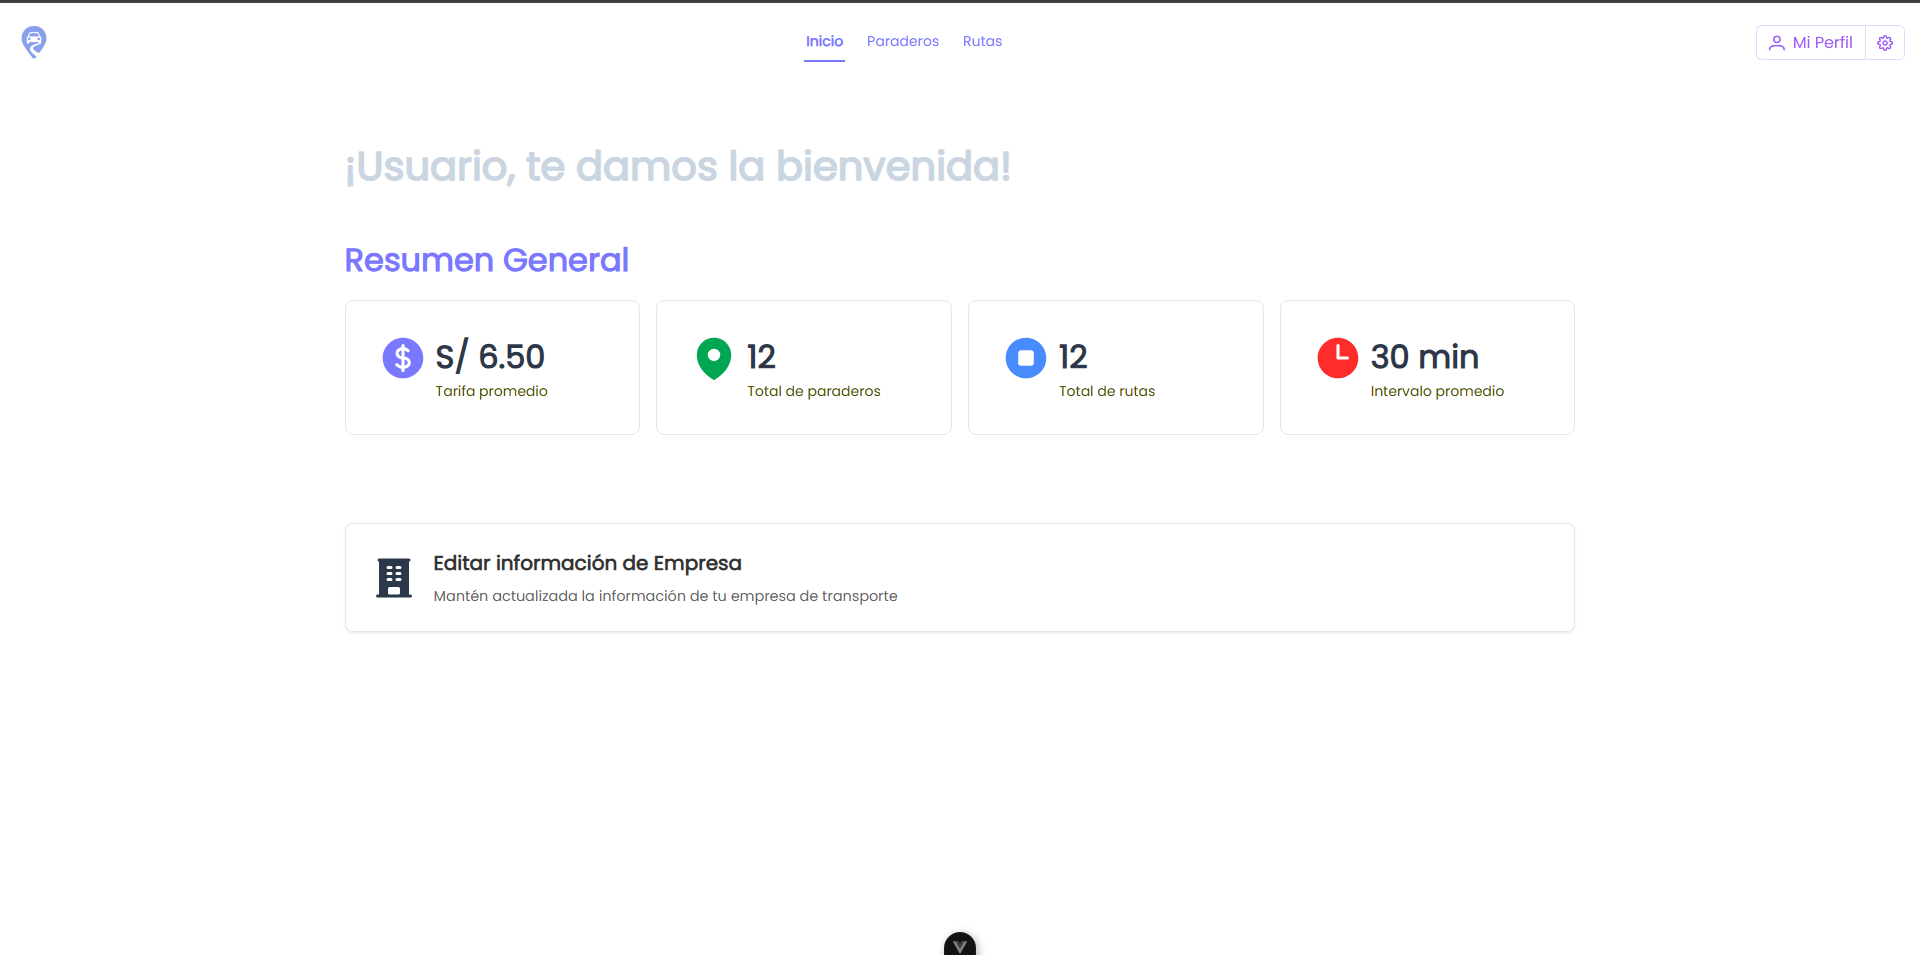 Inicio Paraderos Rutas Mi Perfil
¡Usuario, te damos la bienvenida!
Resumen General
S/ 6.50
Tarifa promedio
12
Total de paraderos
12
Total de rutas
30 min
Intervalo promedio
Editar información de Empresa
Mantén actualizada la información de tu empresa de transporte